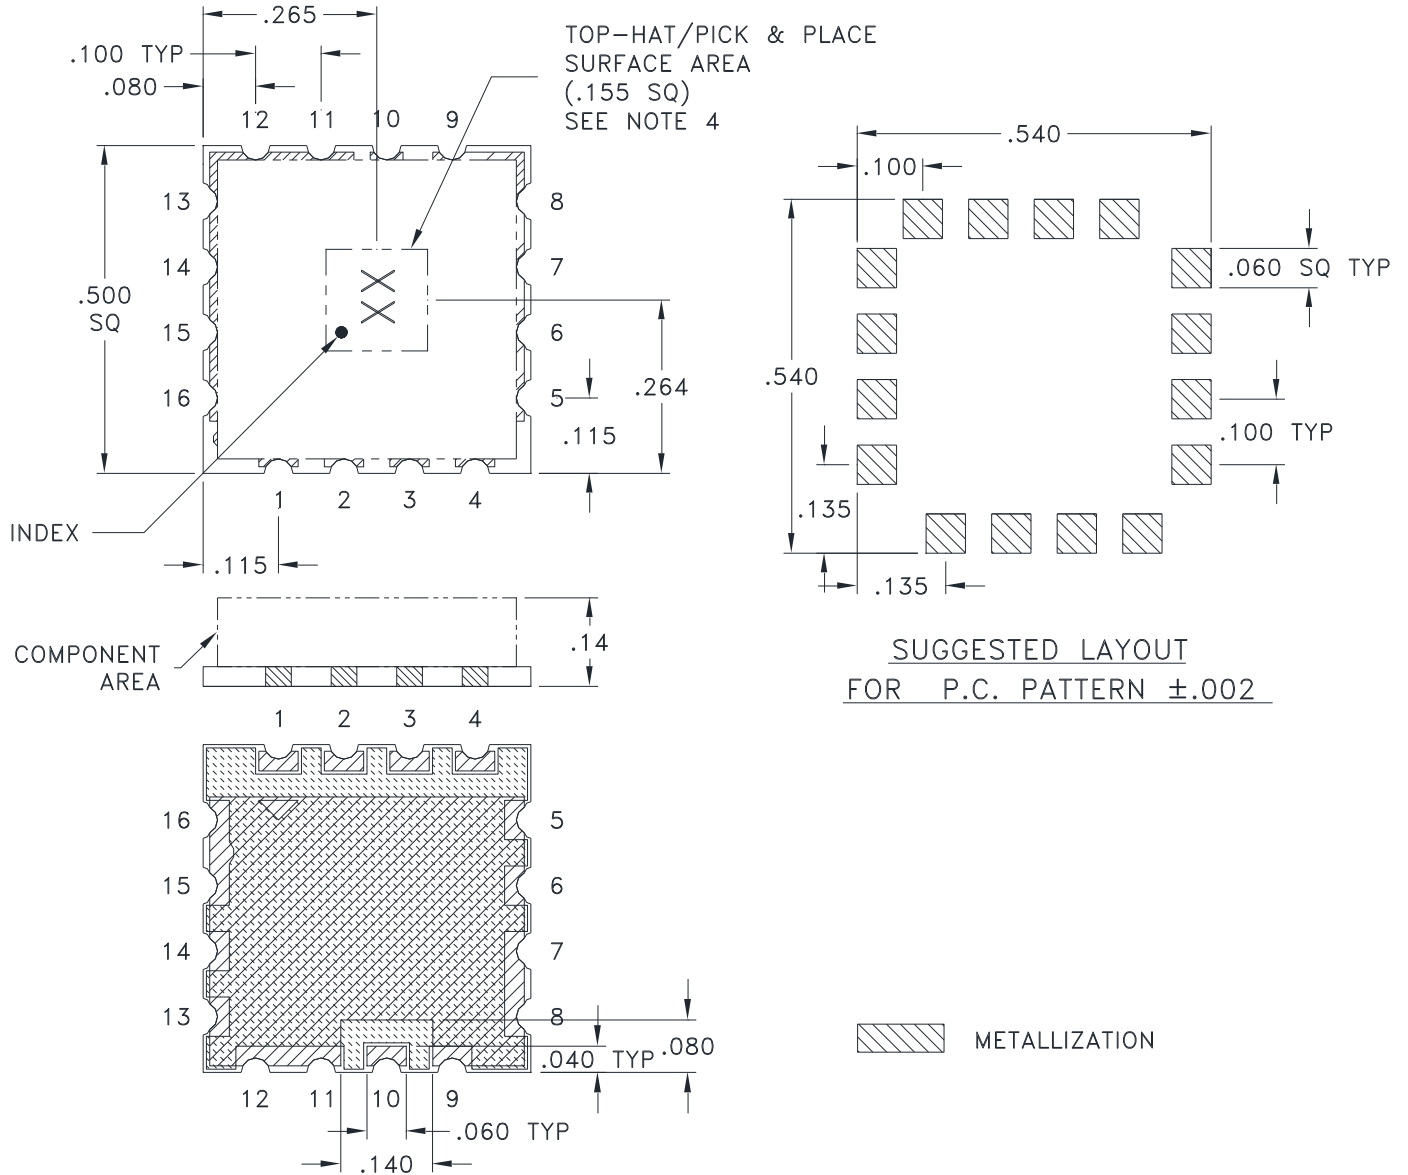 .265
.100 TYP
.080
TOP-HAT/PICK & PLACE
SURFACE AREA
(.155 SQ)
SEE NOTE 4
12 11 10 9
13
14
15
16
8
7
6
5
.500
SQ
XX
.264
.115
1 2 3 4
INDEX
.115
.540
.100
.060 SQ TYP
.540
.100 TYP
.135
.135
SUGGESTED LAYOUT
FOR P.C. PATTERN ±.002
COMPONENT
AREA
.14
1 2 3 4
16
15
14
13
5
6
7
8
.040 TYP
.080
12 11 10 9
.060 TYP
.140
METALLIZATION